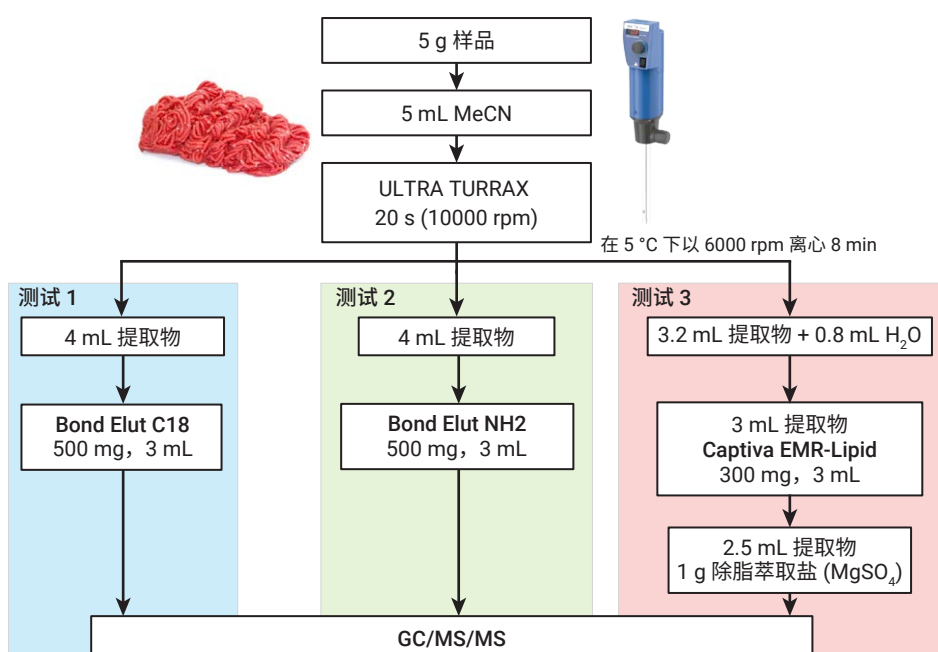 5 g 样品
5 mL MeCN
ULTRA TURRAX
20 s (10000 rpm)
在 5 °C 下以 6000 rpm 离心 8 min
测试 1
4 mL 提取物
Bond Elut C18
500 mg，3 mL
测试 2
4 mL 提取物
Bond Elut NH2
500 mg，3 mL
测试 3
3.2 mL 提取物 + 0.8 mL H₂O
3 mL 提取物
Captiva EMR-Lipid
300 mg，3 mL
2.5 mL 提取物
1 g 除脂萃取盐 (MgSO₄)
GC/MS/MS